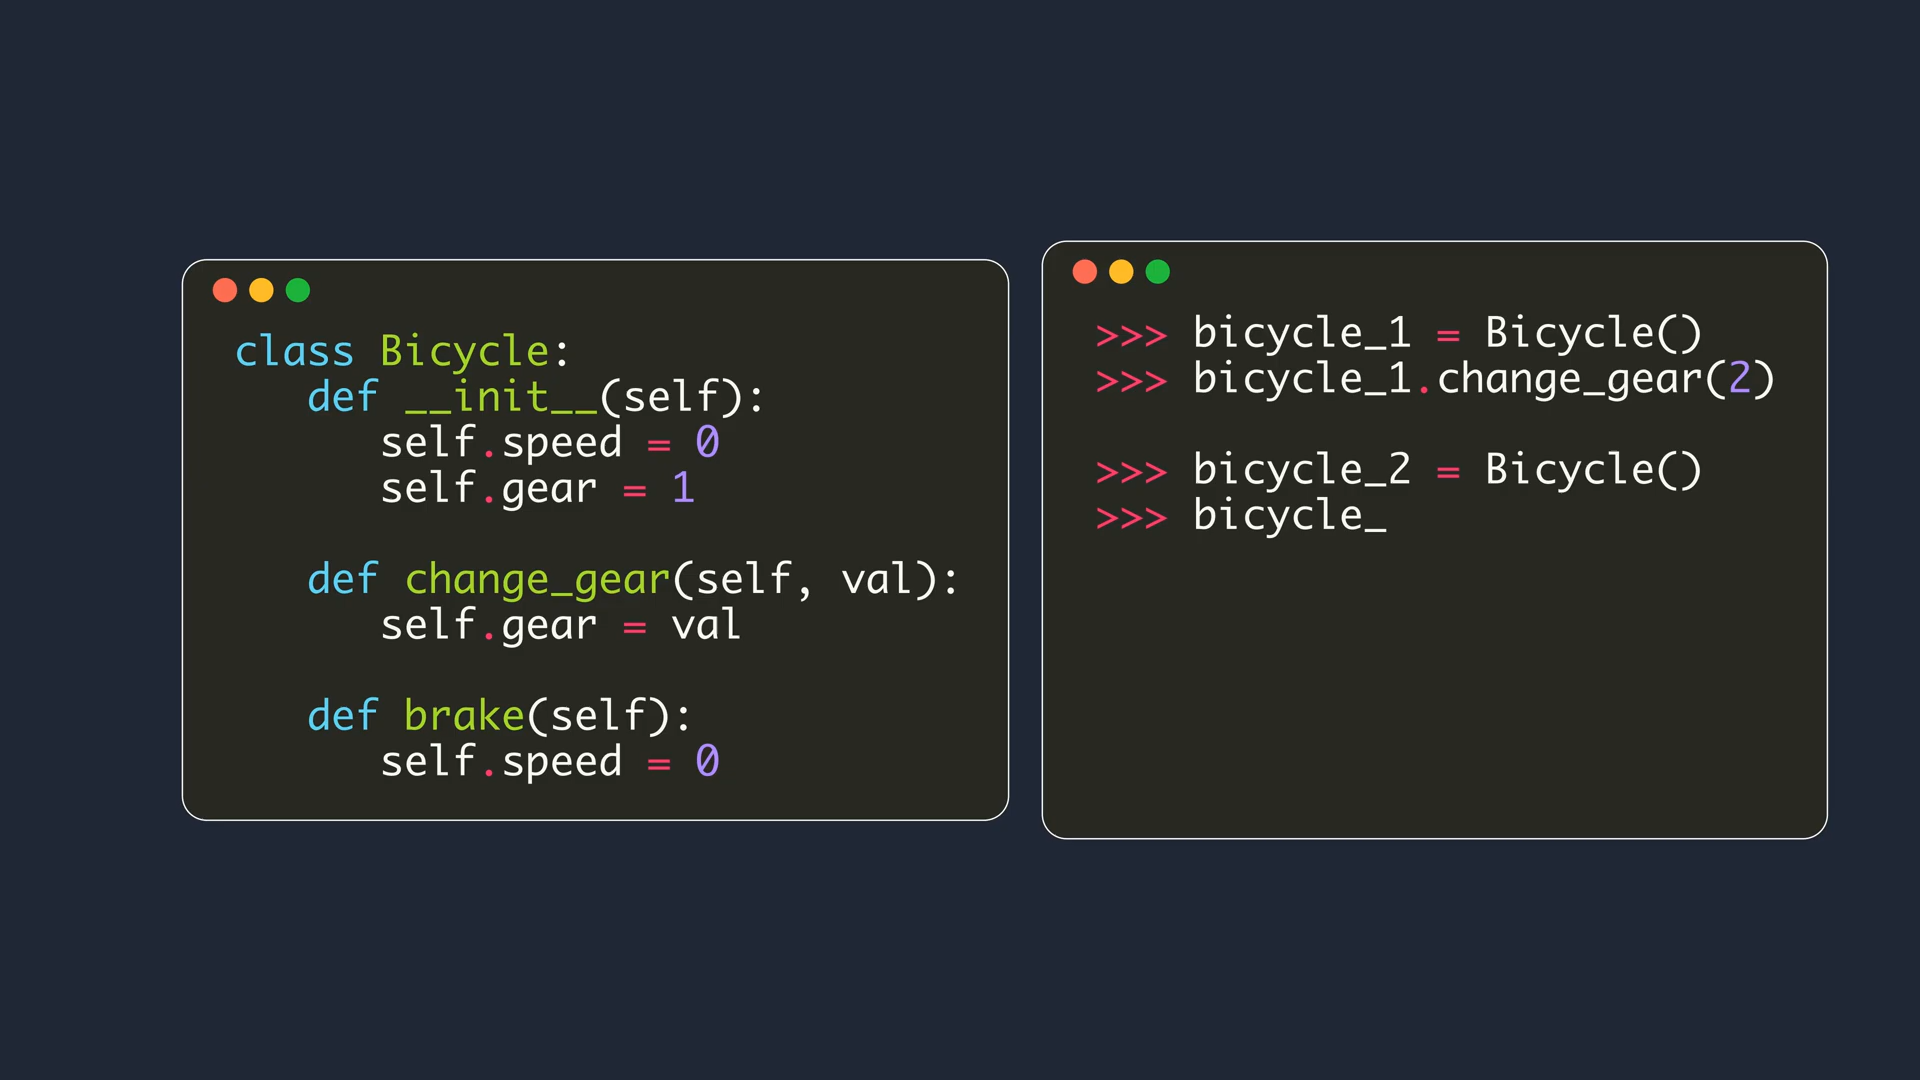 class Bicycle:
    def __init__(self):
        self.speed = 0
        self.gear = 1
    def change_gear(self, val):
        self.gear = val
    def brake(self):
        self.speed = 0
>>> bicycle_1 = Bicycle()
>>> bicycle_1.change_gear(2)
>>> bicycle_2 = Bicycle()
>>> bicycle_